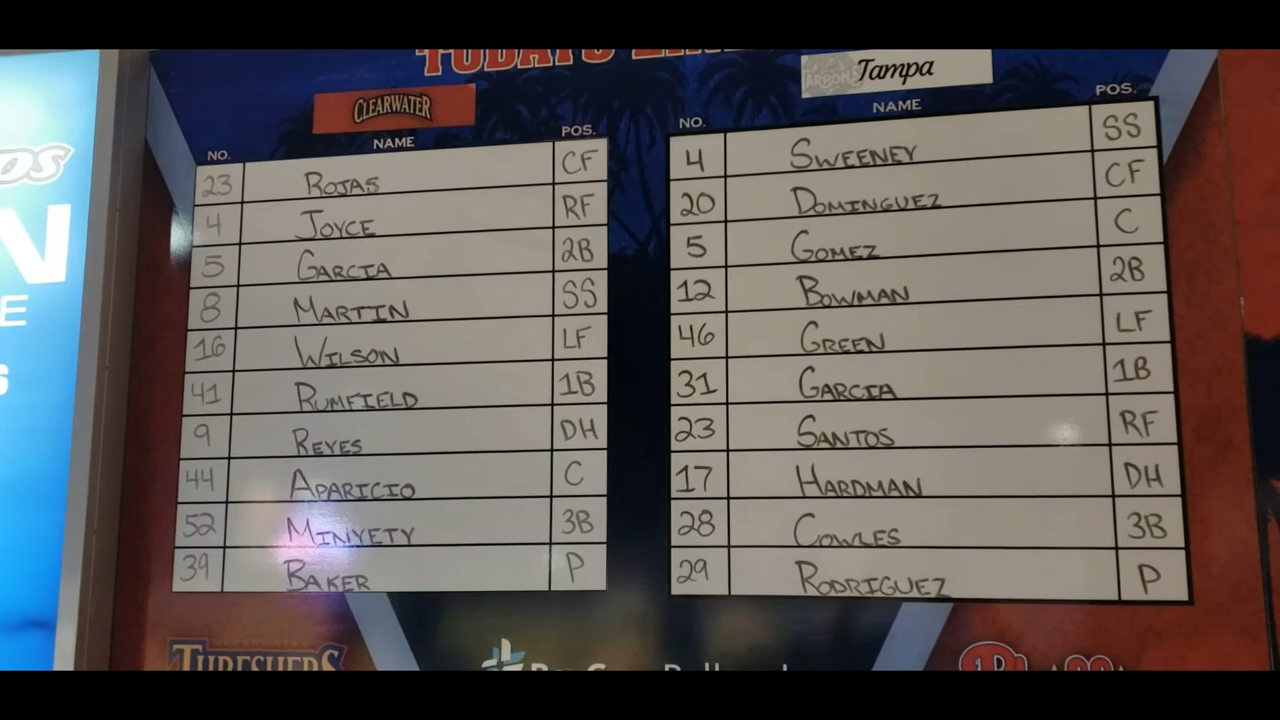 TODAY'S
CLEARWATER
Tampa
NO. NAME POS.
23 ROJAS CF
4 JOYCE RF
5 GARCIA 2B
8 MARTIN SS
16 WILSON LF
41 RUMFIELD 1B
9 REYES DH
44 APARICIO C
52 MINYETY 3B
39 BAKER P
NO. NAME POS.
4 SWEENEY SS
20 DOMINGUEZ CF
5 GOMEZ C
12 BOWMAN 2B
46 GREEN LF
31 GARCIA 1B
23 SANTOS RF
17 HARDMAN DH
28 COWLES 3B
29 RODRIGUEZ P
THRESHERS